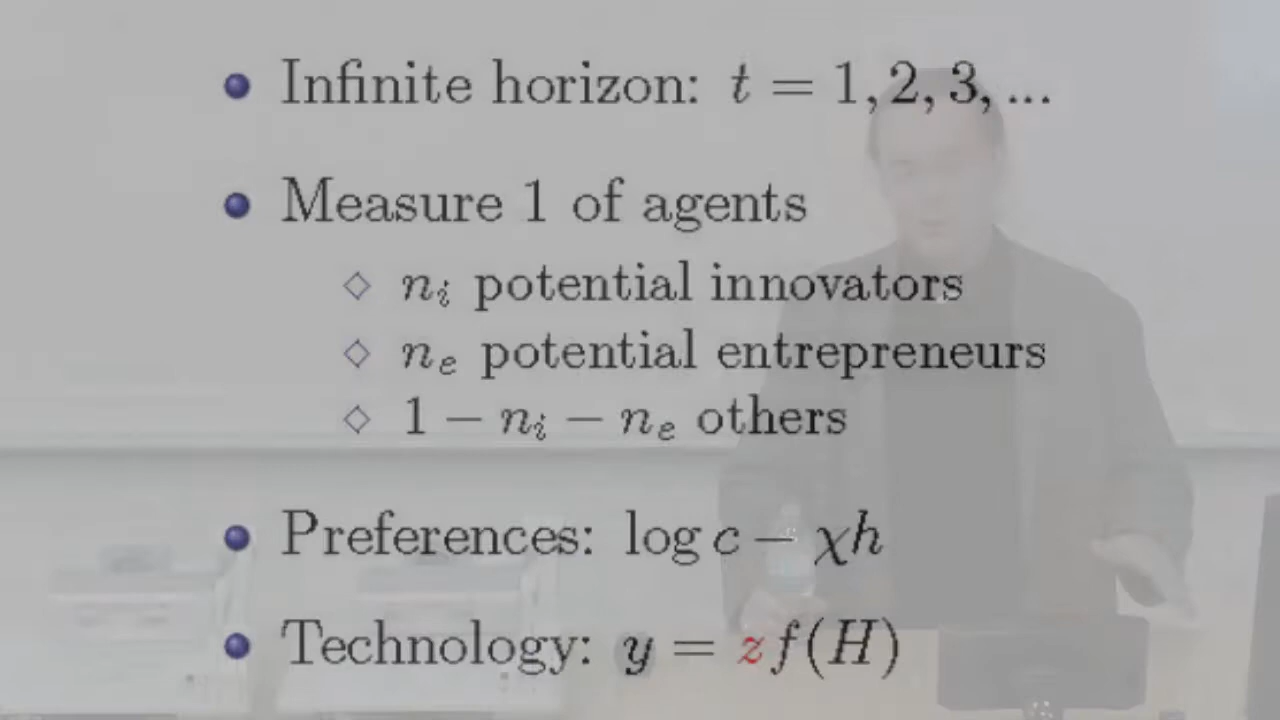 Infinite horizon: t = 1, 2, 3, ...
Measure 1 of agents
n_i potential innovators
n_e potential entrepreneurs
1 − n_i − n_e others
Preferences: log c − χh
Technology: y = zf(H)